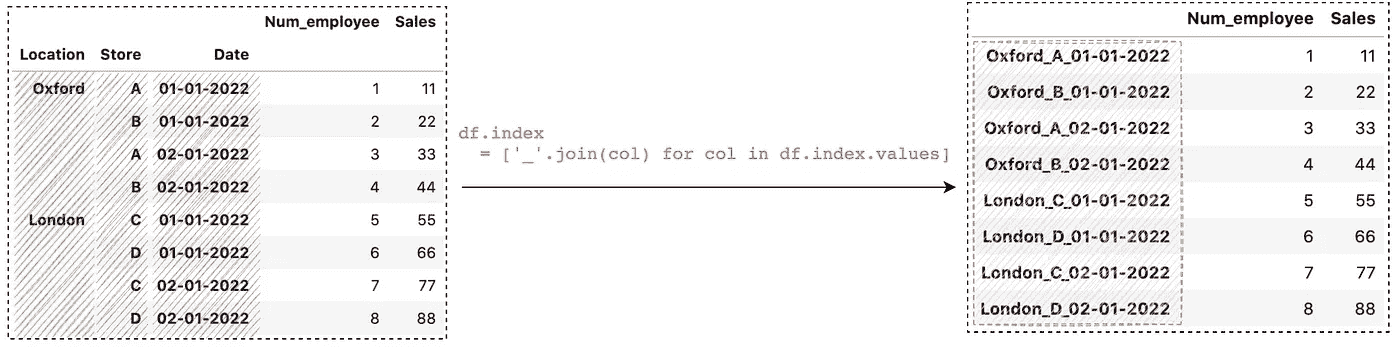 Num_employee Sales
Location Store Date
Oxford A 01-01-2022 1 11
B 01-01-2022 2 22
A 02-01-2022 3 33
B 02-01-2022 4 44
London C 01-01-2022 5 55
D 01-01-2022 6 66
C 02-01-2022 7 77
D 02-01-2022 8 88
df.index
= ['_'.join(col) for col in df.index.values]
Num_employee Sales
Oxford_A_01-01-2022 1 11
Oxford_B_01-01-2022 2 22
Oxford_A_02-01-2022 3 33
Oxford_B_02-01-2022 4 44
London_C_01-01-2022 5 55
London_D_01-01-2022 6 66
London_C_02-01-2022 7 77
London_D_02-01-2022 8 88